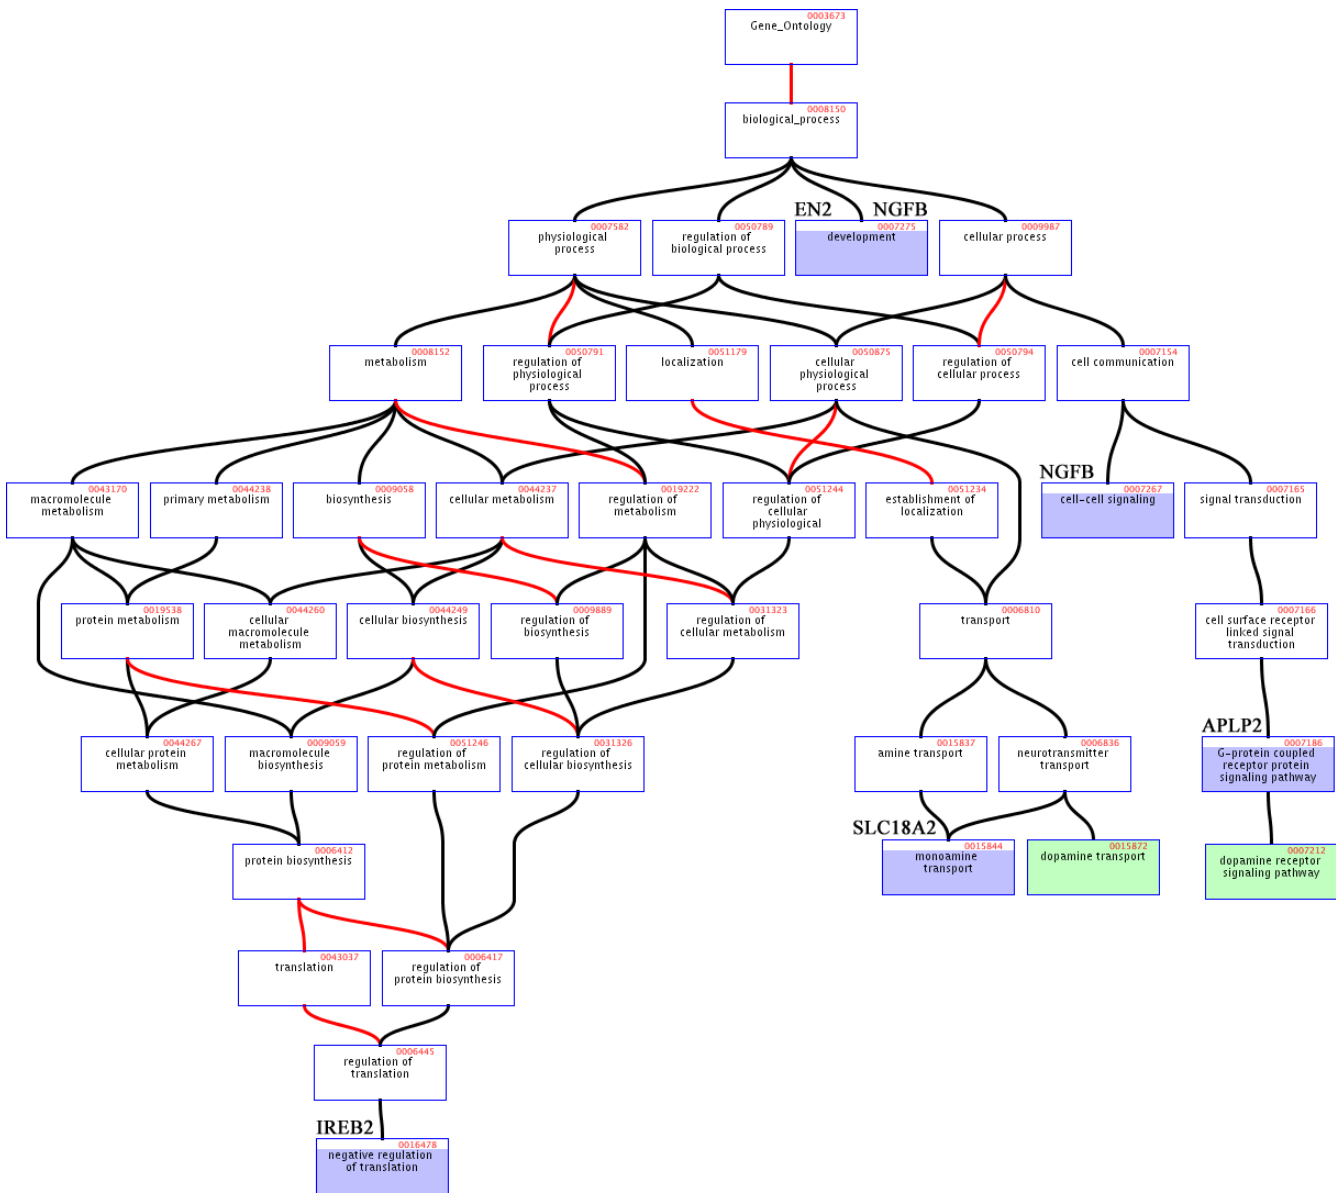 0003673
Gene_Ontology
0008150
biological_process
EN2 NGFB
0007582
physiological
process
0050789
regulation of
biological process
0007275
development
0009987
cellular process
0008152
metabolism
0050791
regulation of
physiological
process
0051179
localization
0050875
cellular
physiological
process
0050794
regulation of
cellular process
0007154
cell communication
NGFB
0043170
macromolecule
metabolism
0044238
primary metabolism
0009058
biosynthesis
0044237
cellular metabolism
0019222
regulation of
metabolism
0051244
regulation of
cellular
physiological
0051234
establishment of
localization
0007267
cell-cell signaling
0007165
signal transduction
0019538
protein metabolism
0044260
cellular
macromolecule
metabolism
0044249
cellular biosynthesis
0009889
regulation of
biosynthesis
0031323
regulation of
cellular metabolism
0006810
transport
0007166
cell surface receptor
linked signal
transduction
APLP2
0044267
cellular protein
metabolism
0009059
macromolecule
biosynthesis
0051246
regulation of
protein metabolism
0031326
regulation of
cellular biosynthesis
0015837
amine transport
0006836
neurotransmitter
transport
0007186
G-protein coupled
receptor protein
signaling pathway
SLC18A2
0006412
protein biosynthesis
0015844
monoamine
transport
0015872
dopamine transport
0007212
dopamine receptor
signaling pathway
0043037
translation
0006417
regulation of
protein biosynthesis
0006445
regulation of
translation
IREB2
0016478
negative regulation
of translation